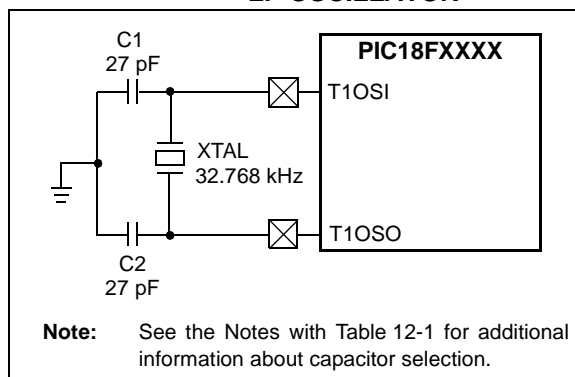 C1
27 pF
PIC18FXXXX
T1OSI
XTAL
32.768 kHz
T1OSO
C2
27 pF
Note: See the Notes with Table 12-1 for additional
information about capacitor selection.